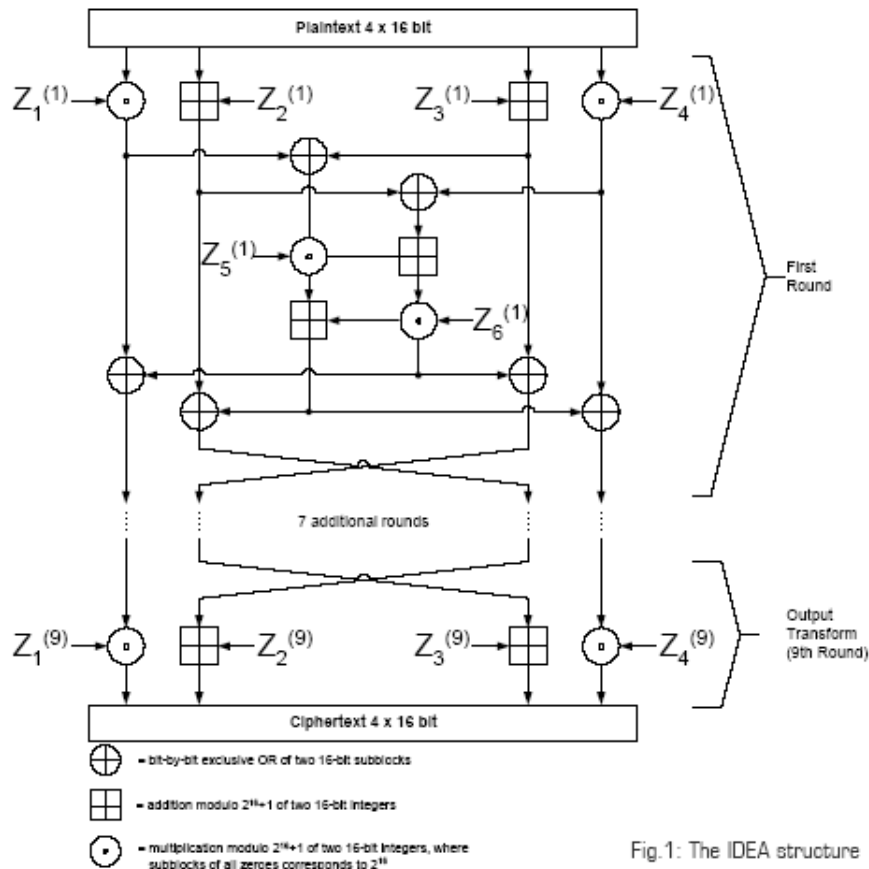 Plaintext 4 x 16 bit
Z₁⁽¹⁾ Z₂⁽¹⁾ Z₃⁽¹⁾ Z₄⁽¹⁾
Z₅⁽¹⁾
Z₆⁽¹⁾
First
Round
7 additional rounds
Z₁⁽⁹⁾ Z₂⁽⁹⁾ Z₃⁽⁹⁾ Z₄⁽⁹⁾
Output
Transform
(9th Round)
Ciphertext 4 x 16 bit
= bit-by-bit exclusive OR of two 16-bit subblocks
= addition modulo 2¹⁶+1 of two 16-bit integers
= multiplication modulo 2¹⁶+1 of two 16-bit integers, where
subblocks of all zeroes corresponds to 2¹⁶
Fig.1: The IDEA structure